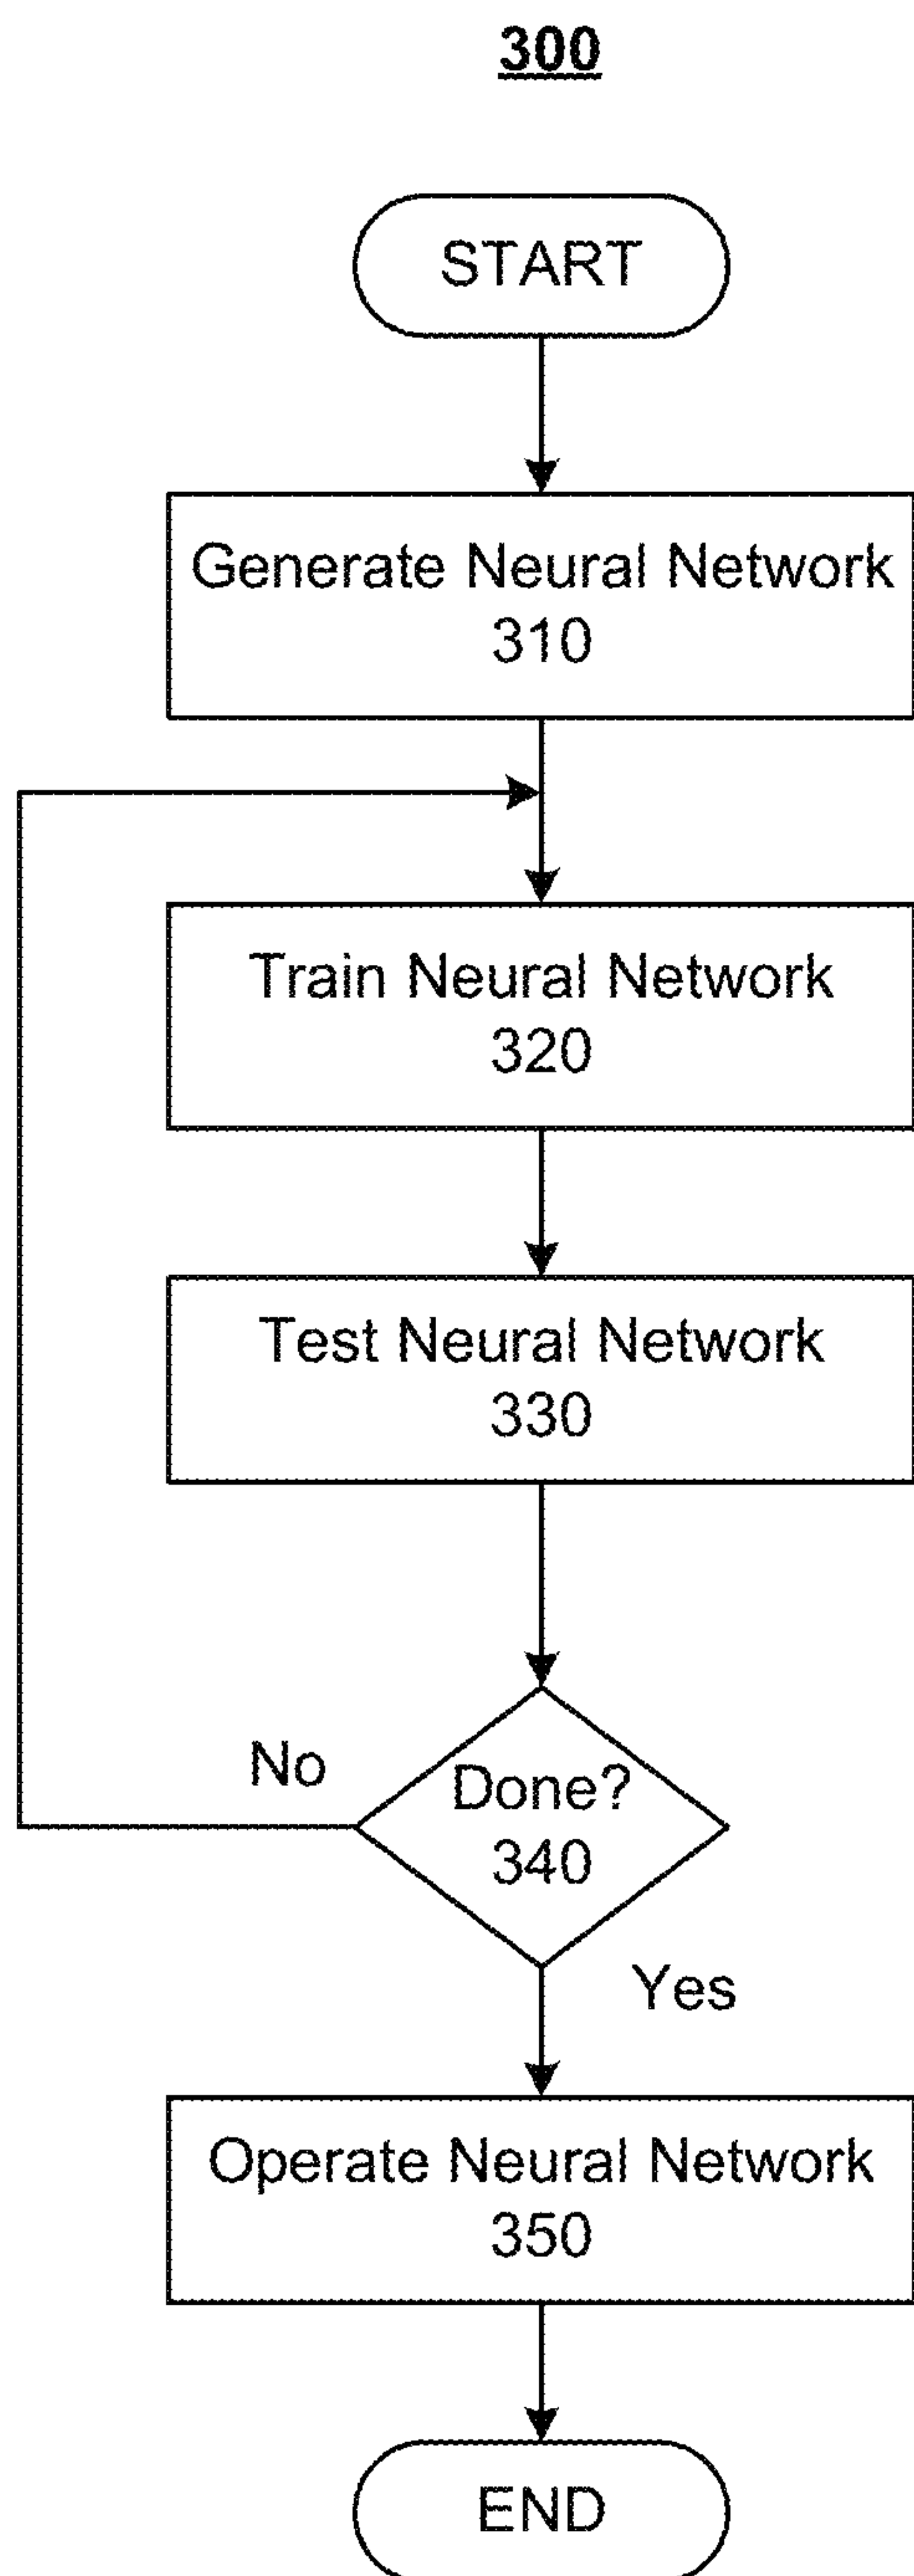 300
START
Generate Neural Network
310
Train Neural Network
320
Test Neural Network
330
No
Done?
340
Yes
Operate Neural Network
350
END